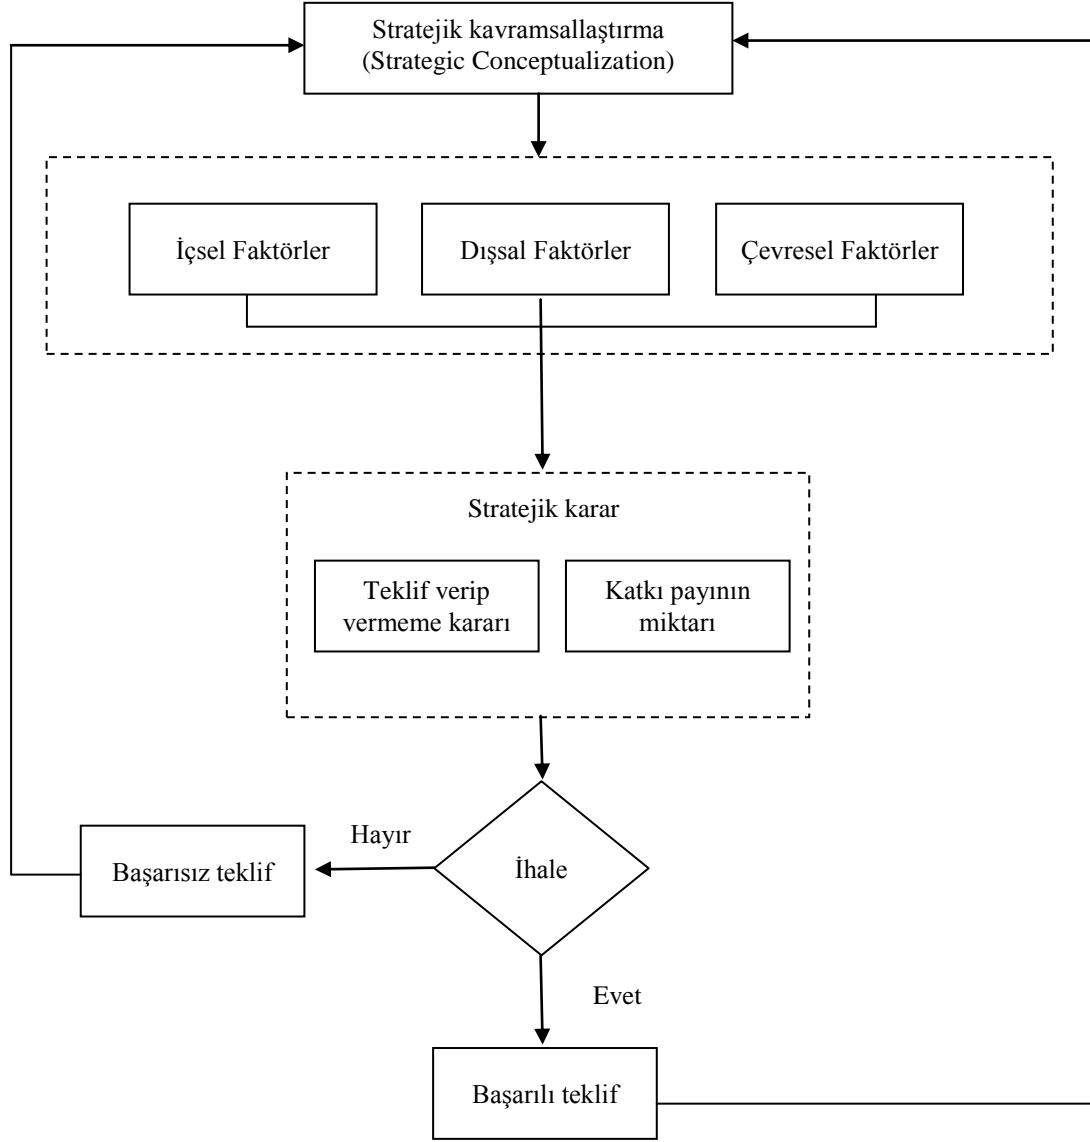 Stratejik kavramsallaştırma
(Strategic Conceptualization)
İçsel Faktörler
Dışsal Faktörler
Çevresel Faktörler
Stratejik karar
Teklif verip
vermeme kararı
Katkı payının
miktarı
Hayır
Başarısız teklif
İhale
Evet
Başarılı teklif